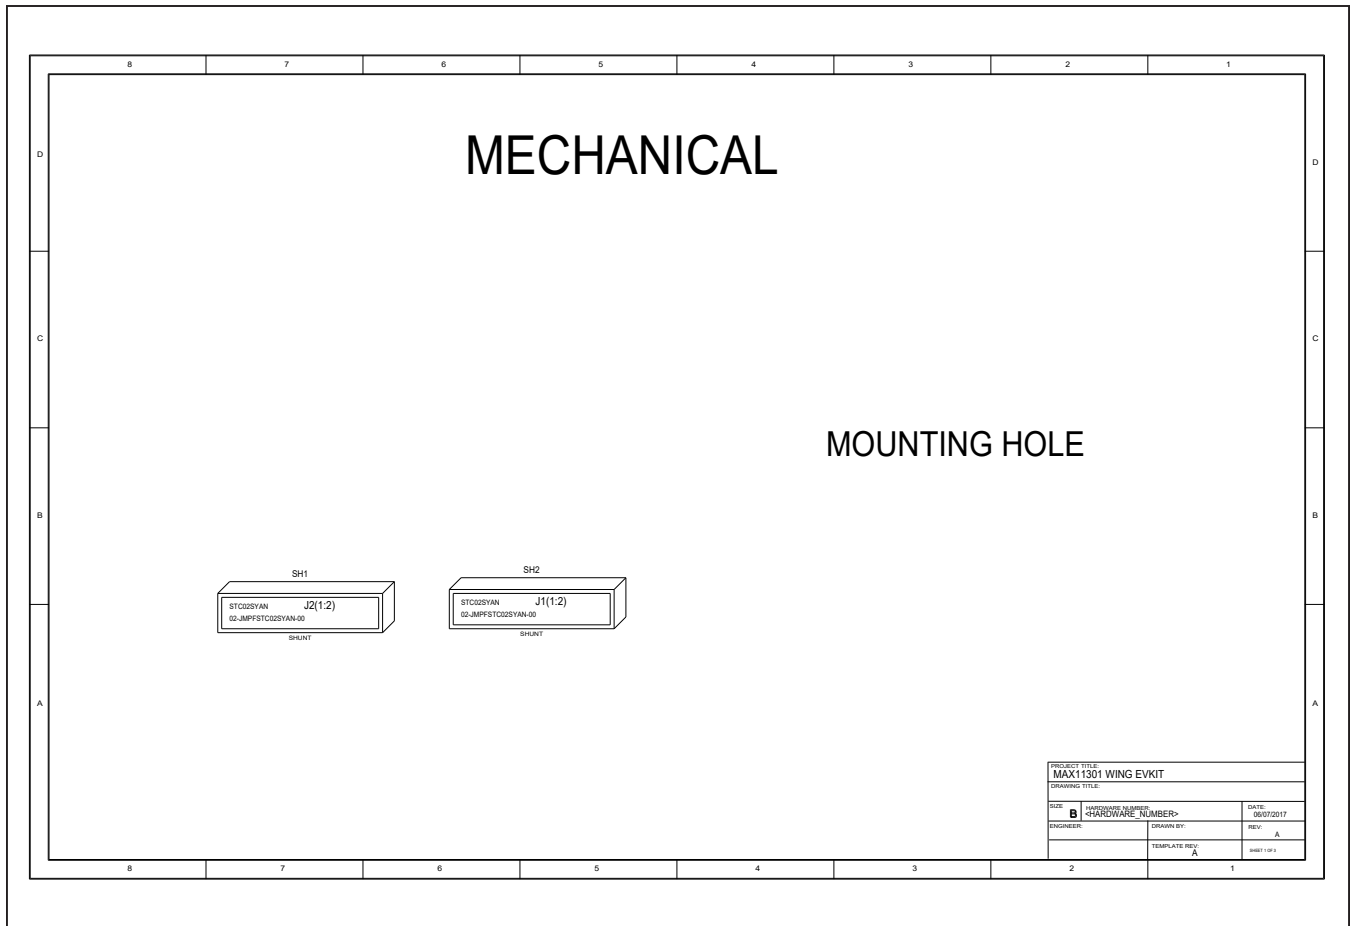 8 7 6 5 4 3 2 1
D D
MECHANICAL
C C
MOUNTING HOLE
B B
SH1 SH2
STC02SYAN J2(1:2) STC02SYAN J1(1:2)
02-JMPFSTC02SYAN-00 02-JMPFSTC02SYAN-00
SHUNT SHUNT
A A
PROJECT TITLE:
MAX11301 WING EVKIT
DRAWING TITLE:
SIZE HARDWARE NUMBER: DATE:
B <HARDWARE_NUMBER> 06/07/2017
ENGINEER: DRAWN BY: REV:
A
TEMPLATE REV:
A
8 7 6 5 4 3 2 1